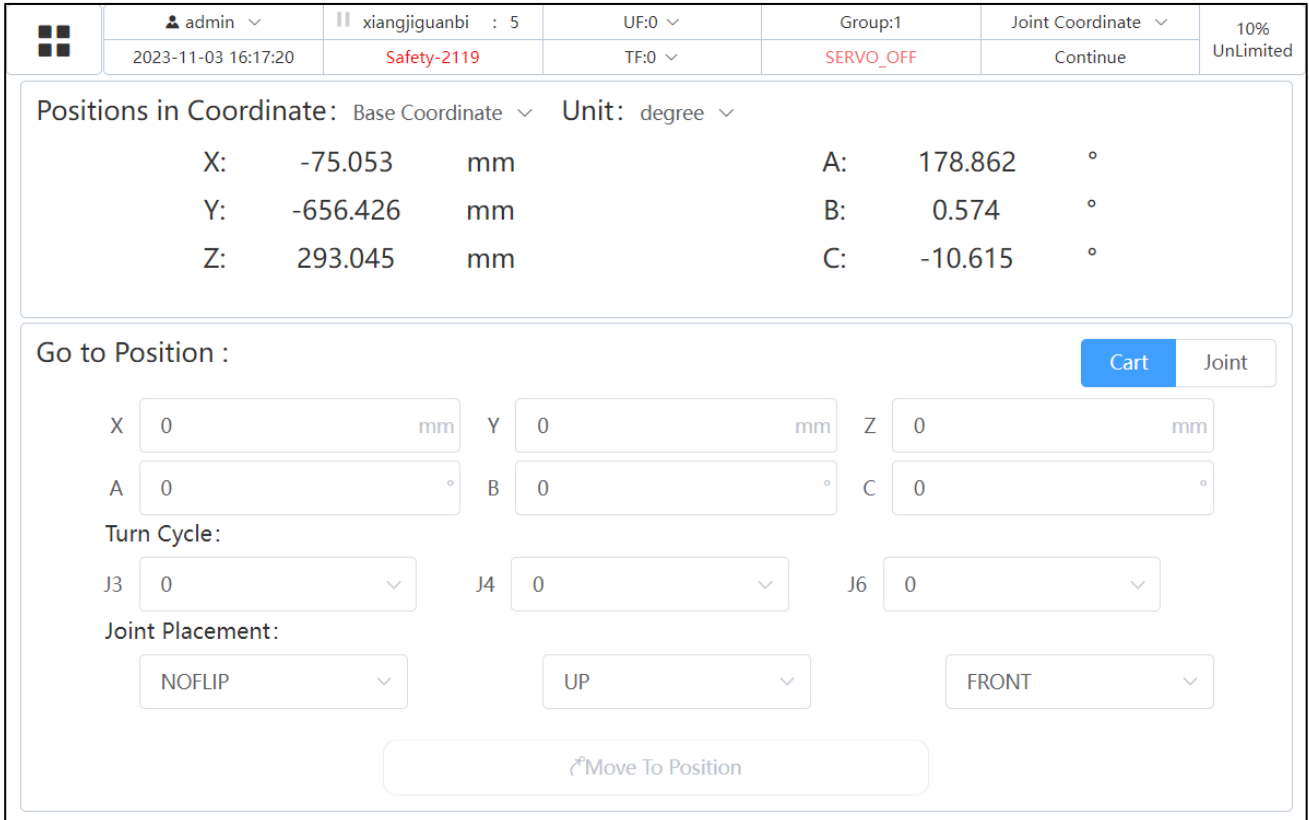 admin xiangjiguanbi : 5 UF:0 Group:1 Joint Coordinate 10%
2023-11-03 16:17:20 Safety-2119 TF:0 SERVO_OFF Continue UnLimited
Positions in Coordinate: Base Coordinate Unit: degree
X: -75.053 mm A: 178.862 °
Y: -656.426 mm B: 0.574 °
Z: 293.045 mm C: -10.615 °
Go to Position : Cart Joint
X 0 mm Y 0 mm Z 0 mm
A 0 ° B 0 ° C 0 °
Turn Cycle:
J3 0 J4 0 J6 0
Joint Placement:
NOFLIP UP FRONT
Move To Position